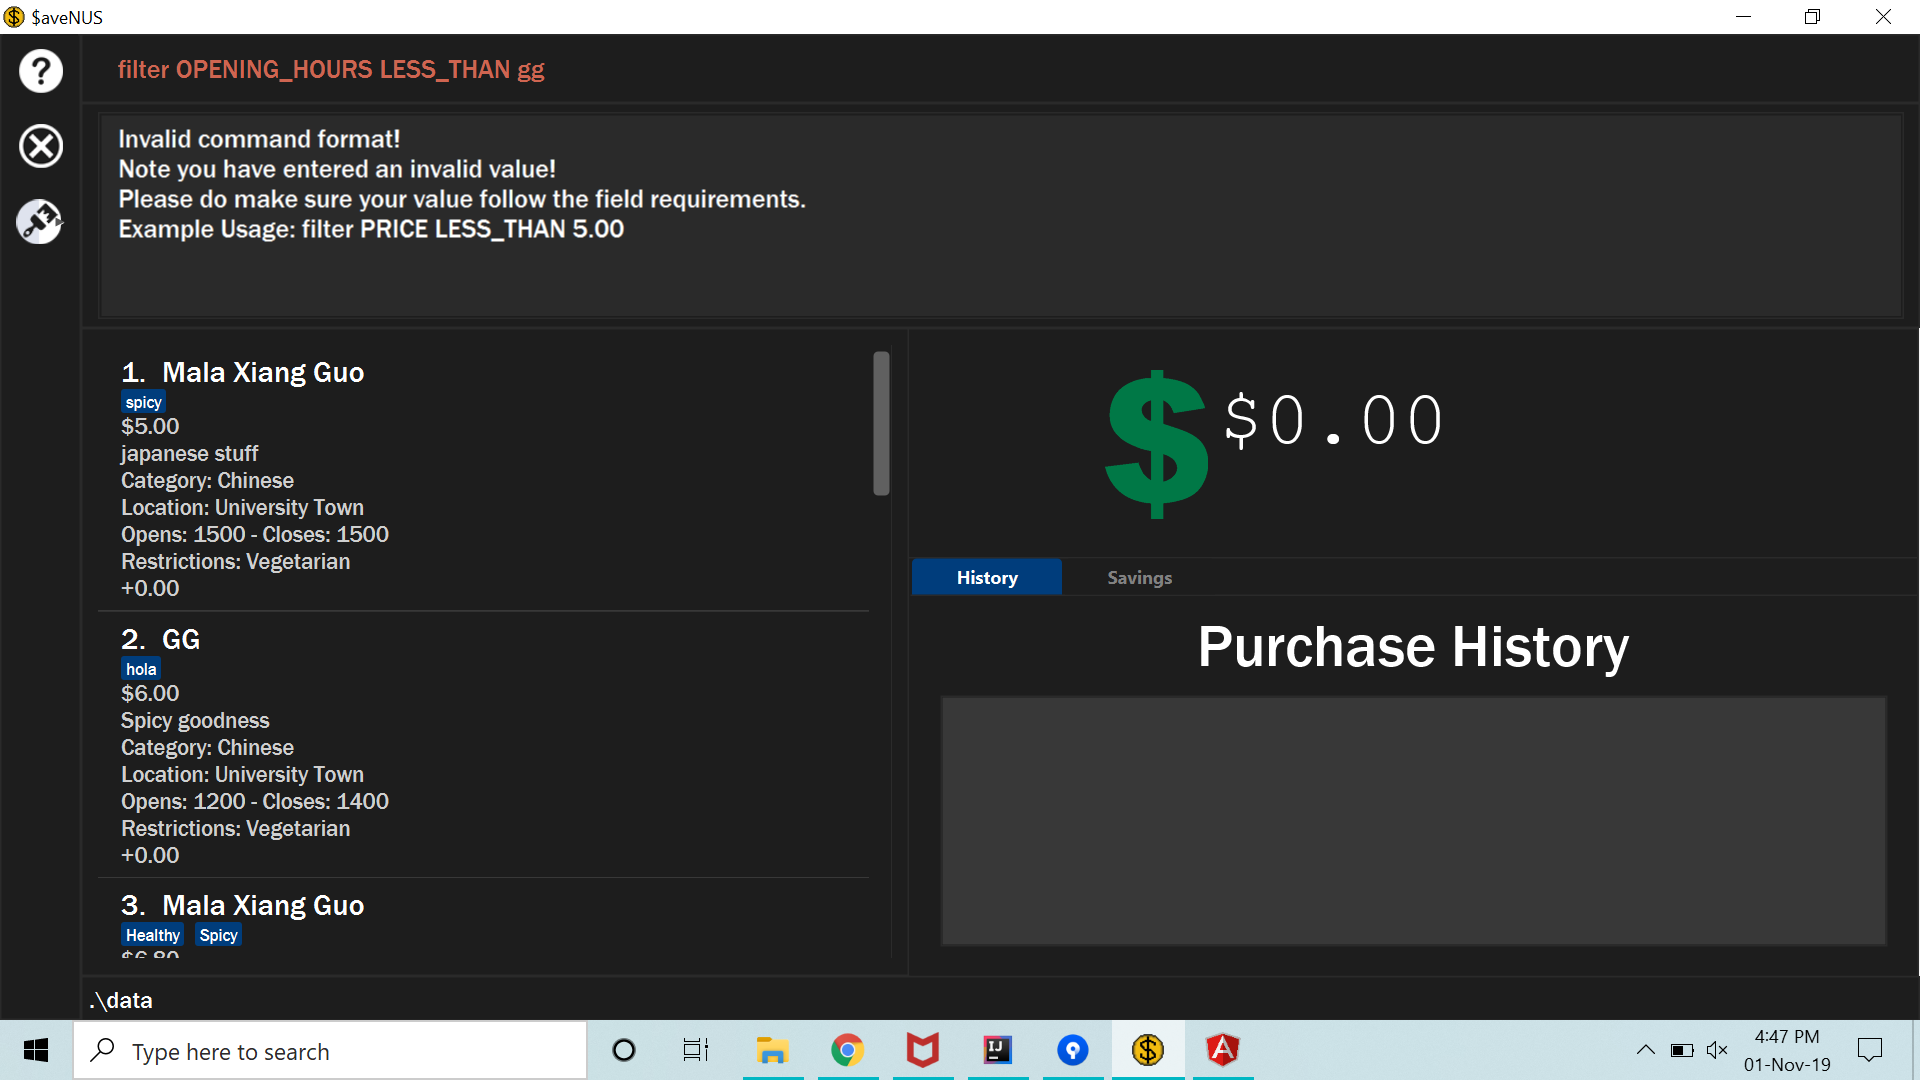 $aveNUS
filter OPENING_HOURS LESS_THAN gg
Invalid command format!
Note you have entered an invalid value!
Please do make sure your value follow the field requirements.
Example Usage: filter PRICE LESS_THAN 5.00
1. Mala Xiang Guo
spicy
$5.00
japanese stuff
Category: Chinese
Location: University Town
Opens: 1500 - Closes: 1500
Restrictions: Vegetarian
+0.00
2. GG
hola
$6.00
Spicy goodness
Category: Chinese
Location: University Town
Opens: 1200 - Closes: 1400
Restrictions: Vegetarian
+0.00
3. Mala Xiang Guo
Healthy Spicy
$6.80
$ $0.00
History Savings
Purchase History
.\data
Type here to search
IJ
4:47 PM
01-Nov-19